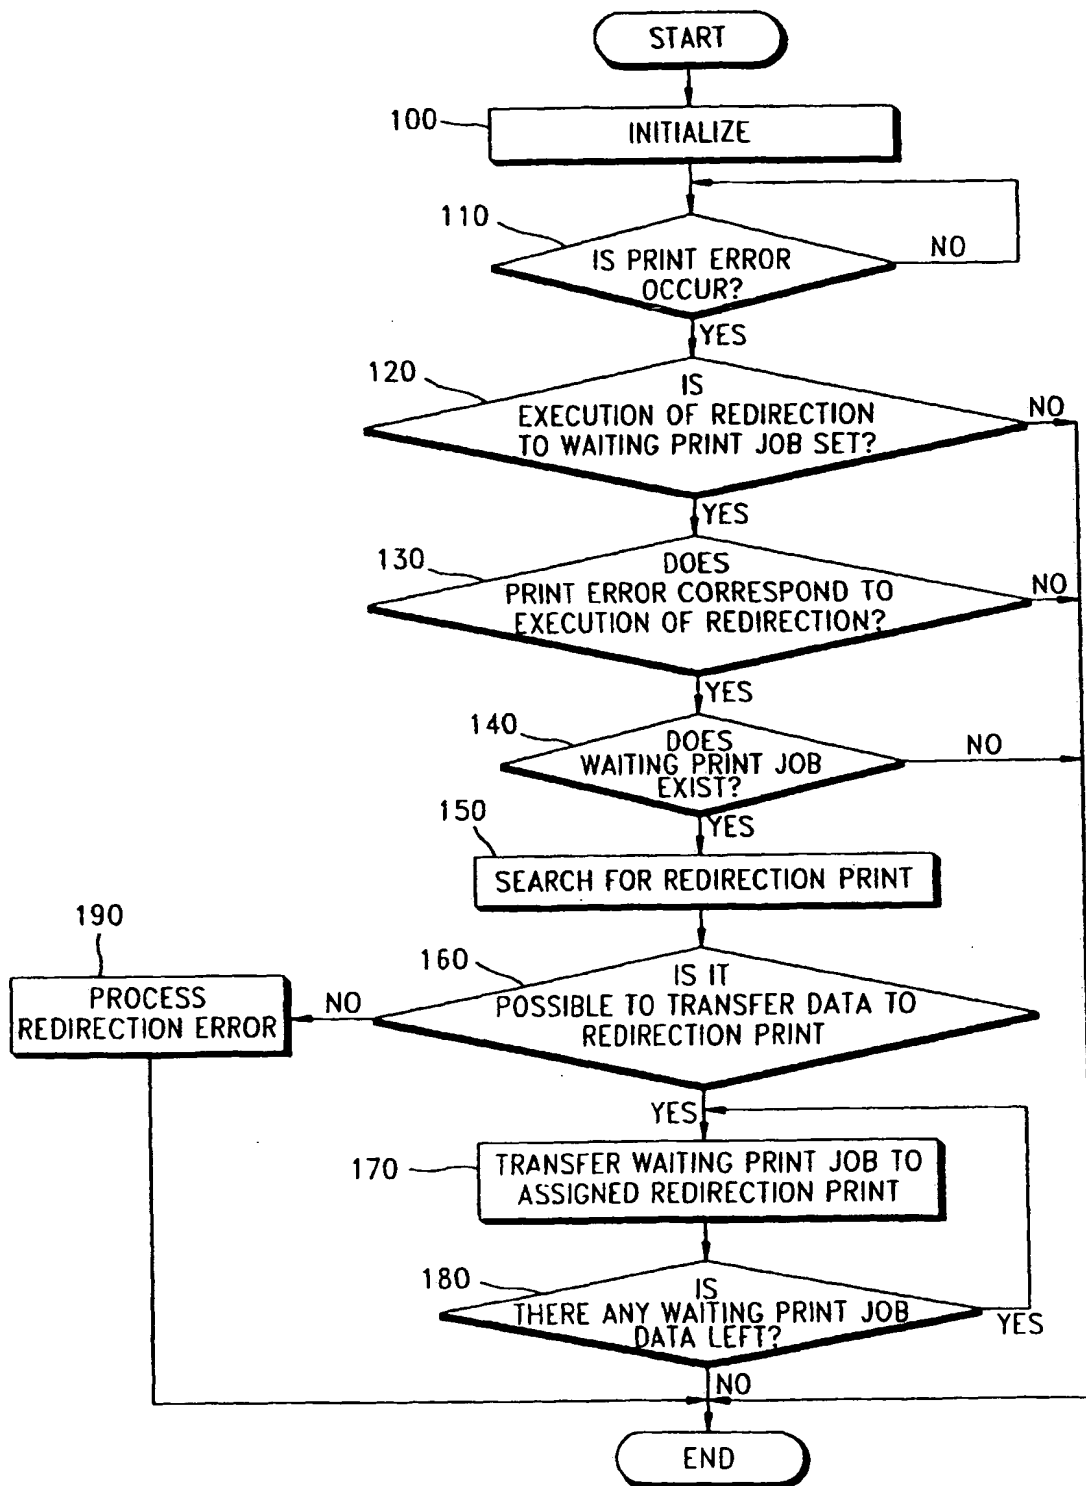 START
100
INITIALIZE
110
IS PRINT ERROR
OCCUR?
NO
YES
120
IS
EXECUTION OF REDIRECTION
TO WAITING PRINT JOB SET?
NO
YES
130
DOES
PRINT ERROR CORRESPOND TO
EXECUTION OF REDIRECTION?
NO
YES
140
DOES
WAITING PRINT JOB
EXIST?
NO
YES
150
SEARCH FOR REDIRECTION PRINT
190
PROCESS
REDIRECTION ERROR
NO
160
IS IT
POSSIBLE TO TRANSFER DATA TO
REDIRECTION PRINT
YES
170
TRANSFER WAITING PRINT JOB TO
ASSIGNED REDIRECTION PRINT
180
IS
THERE ANY WAITING PRINT JOB
DATA LEFT?
YES
NO
END